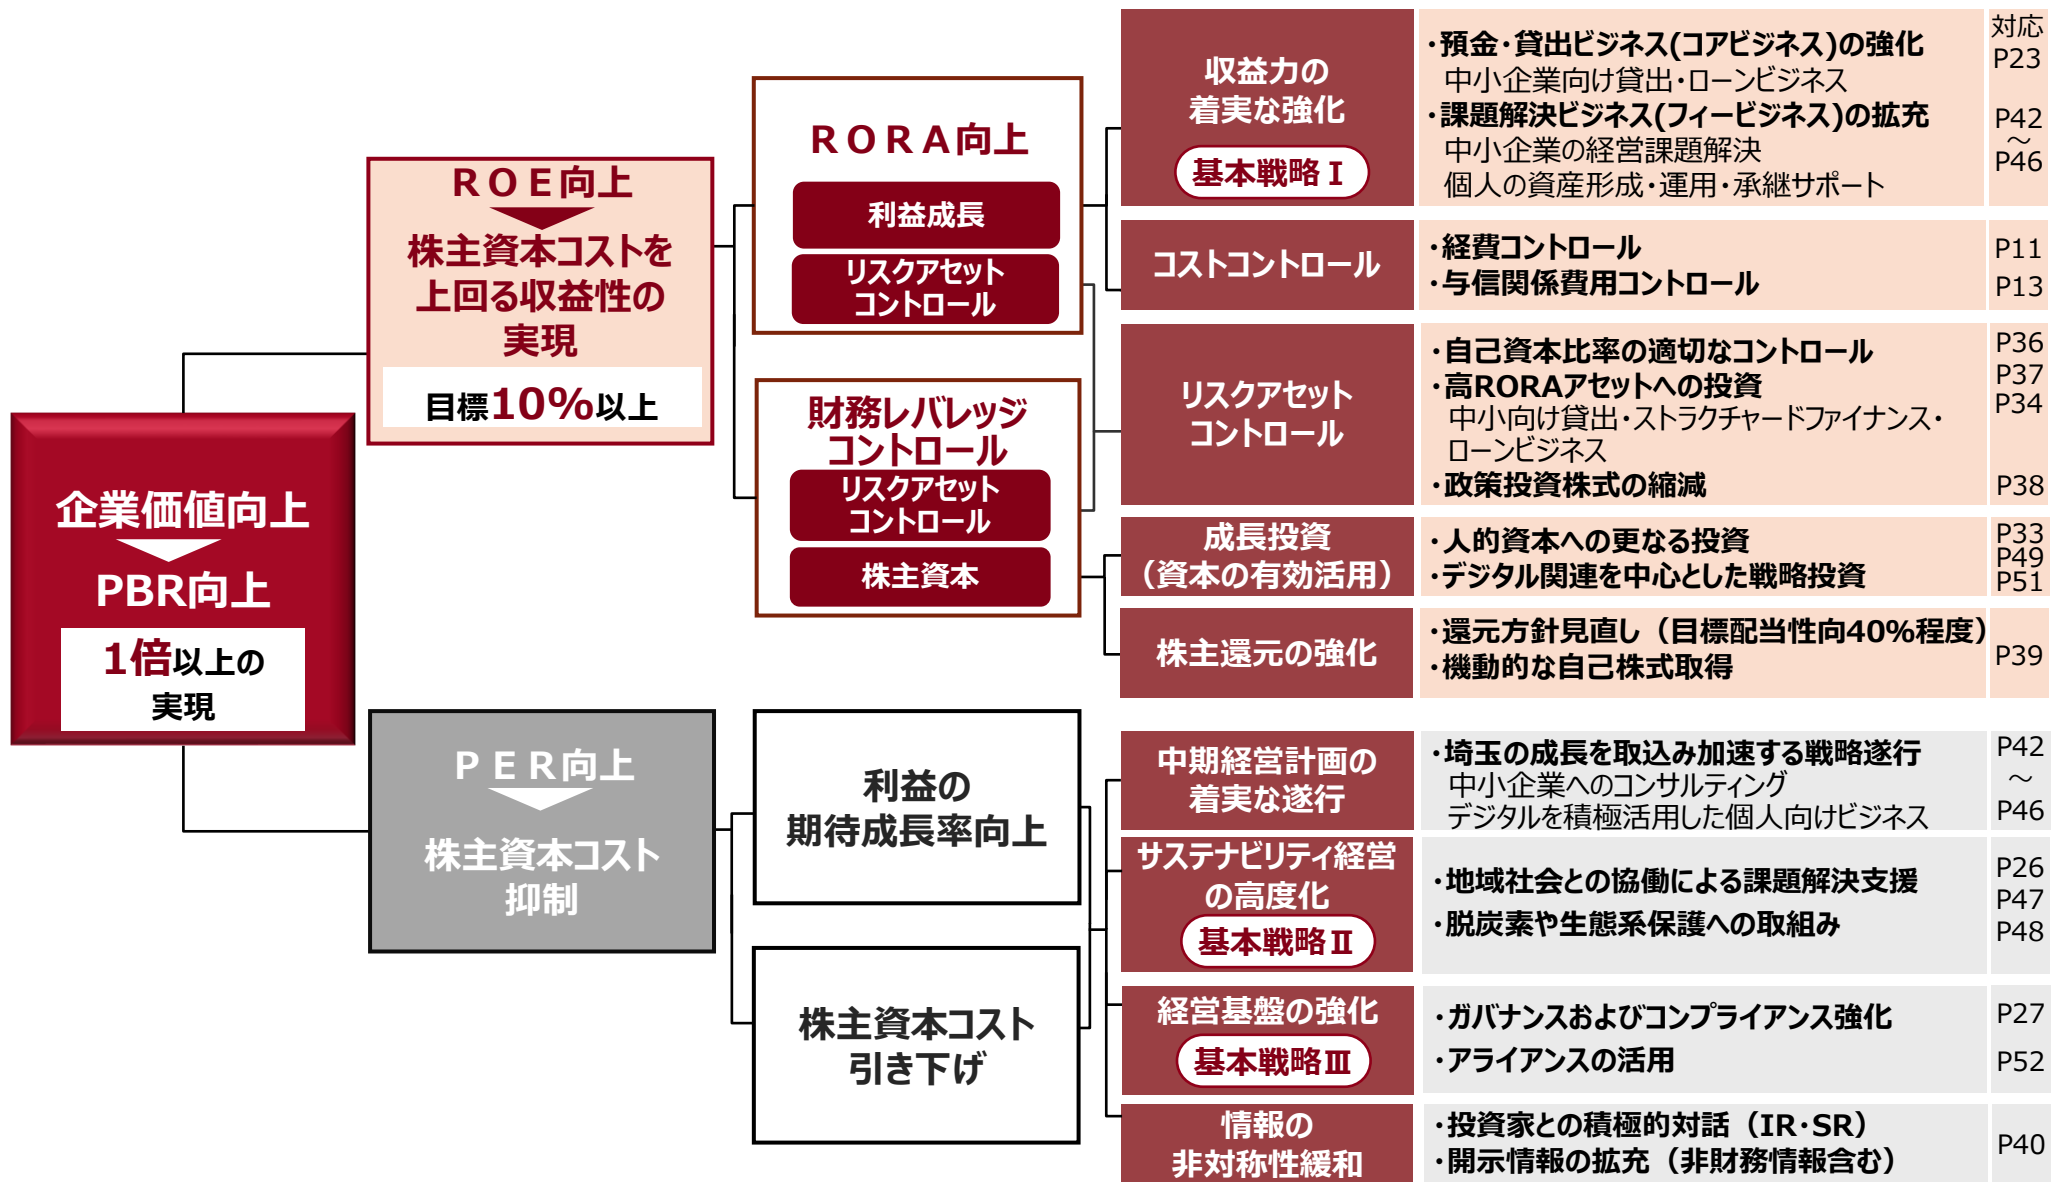 企業価値向上
PBR向上
1倍以上の
実現
ROE向上
株主資本コストを
上回る収益性の
実現
目標10%以上
PER向上
株主資本コスト
抑制
RORA向上
利益成長
リスクアセット
コントロール
財務レバレッジ
コントロール
リスクアセット
コントロール
株主資本
利益の
期待成長率向上
株主資本コスト
引き下げ
収益力の
着実な強化
基本戦略Ⅰ
・預金・貸出ビジネス(コアビジネス)の強化
中小企業向け貸出・ローンビジネス
・課題解決ビジネス(フィービジネス)の拡充
中小企業の経営課題解決
個人の資産形成・運用・承継サポート
対応
P23
P42
～
P46
コストコントロール
・経費コントロール
・与信関係費用コントロール
P11
P13
リスクアセット
コントロール
・自己資本比率の適切なコントロール
・高RORAアセットへの投資
中小向け貸出・ストラクチャードファイナンス・
ローンビジネス
・政策投資株式の縮減
P36
P37
P34
P38
成長投資
（資本の有効活用）
・人的資本への更なる投資
・デジタル関連を中心とした戦略投資
P33
P49
P51
株主還元の強化
・還元方針見直し（目標配当性向40%程度）
・機動的な自己株式取得
P39
中期経営計画の
着実な遂行
・埼玉の成長を取込み加速する戦略遂行
中小企業へのコンサルティング
デジタルを積極活用した個人向けビジネス
P42
～
P46
サステナビリティ経営
の高度化
基本戦略Ⅱ
・地域社会との協働による課題解決支援
・脱炭素や生態系保護への取組み
P26
P47
P48
経営基盤の強化
基本戦略Ⅲ
・ガバナンスおよびコンプライアンス強化
・アライアンスの活用
P27
P52
情報の
非対称性緩和
・投資家との積極的対話（IR・SR）
・開示情報の拡充（非財務情報含む）
P40